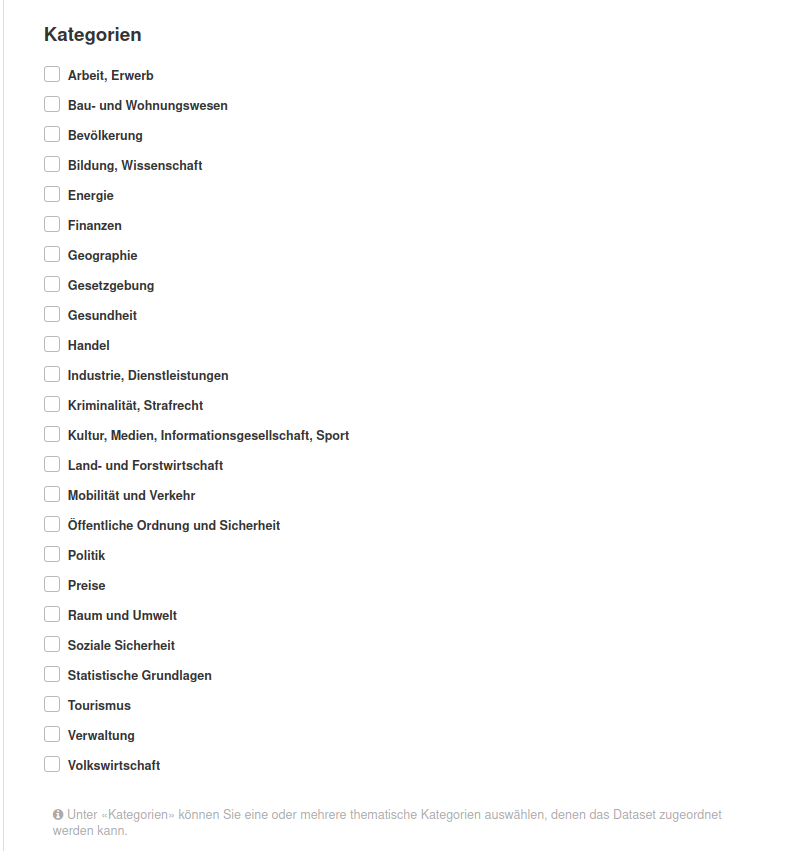 Kategorien
Arbeit, Erwerb
Bau- und Wohnungswesen
Bevölkerung
Bildung, Wissenschaft
Energie
Finanzen
Geographie
Gesetzgebung
Gesundheit
Handel
Industrie, Dienstleistungen
Kriminalität, Strafrecht
Kultur, Medien, Informationsgesellschaft, Sport
Land- und Forstwirtschaft
Mobilität und Verkehr
Öffentliche Ordnung und Sicherheit
Politik
Preise
Raum und Umwelt
Soziale Sicherheit
Statistische Grundlagen
Tourismus
Verwaltung
Volkswirtschaft
Unter «Kategorien» können Sie eine oder mehrere thematische Kategorien auswählen, denen das Dataset zugeordnet
werden kann.